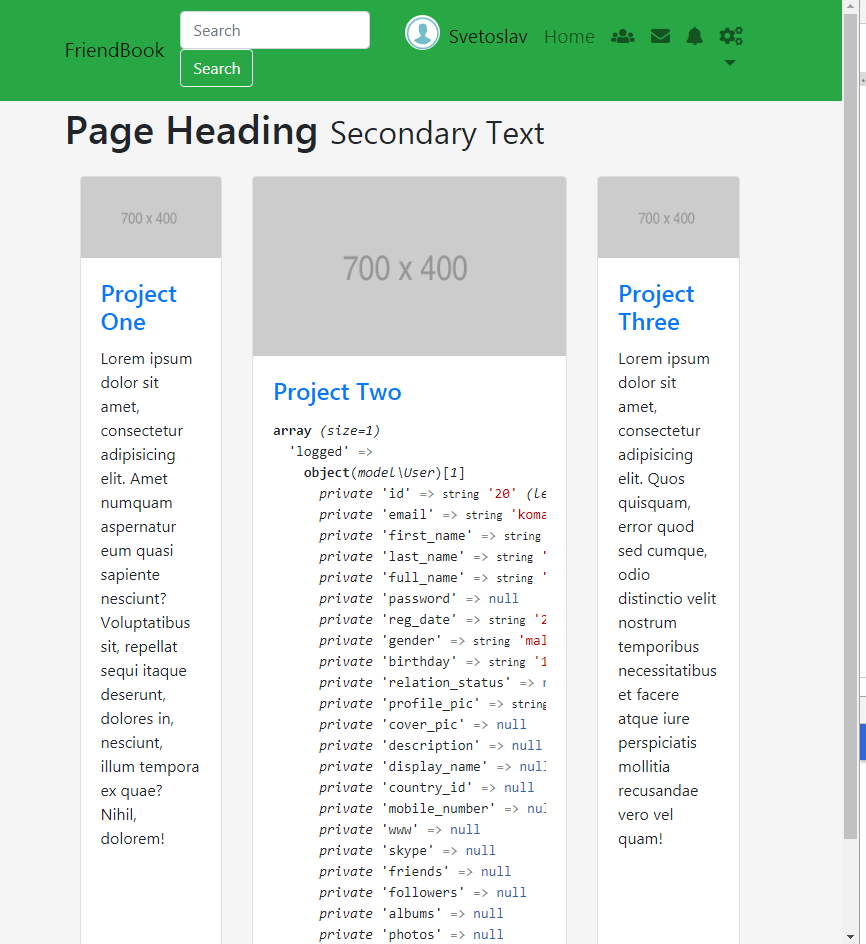 FriendBook
Search
Search
Svetoslav
Home
Page Heading Secondary Text
700 x 400
Project
One
Lorem ipsum
dolor sit
amet,
consectetur
adipisicing
elit. Amet
numquam
aspernatur
eum quasi
sapiente
nesciunt?
Voluptatibus
sit, repellat
sequi itaque
deserunt,
dolores in,
nesciunt,
illum tempora
ex quae?
Nihil,
dolorem!
700 x 400
Project Two
array (size=1)
'logged' =>
object(model\User)[1]
private 'id' => string '20' (le
private 'email' => string 'koma
private 'first_name' => string
private 'last_name' => string '
private 'full_name' => string '
private 'password' => null
private 'reg_date' => string '2
private 'gender' => string 'mal
private 'birthday' => string '1
private 'relation_status' =>
private 'profile_pic' => string
private 'cover_pic' => null
private 'description' => null
private 'display_name' => null
private 'country_id' => null
private 'mobile_number' => nul
private 'www' => null
private 'skype' => null
private 'friends' => null
private 'followers' => null
private 'albums' => null
private 'photos' => null
700 x 400
Project
Three
Lorem ipsum
dolor sit
amet,
consectetur
adipisicing
elit. Quos
quisquam,
error quod
sed cumque,
odio
distinctio velit
nostrum
temporibus
necessitatibus
et facere
atque iure
perspiciatis
mollitia
recusandae
vero vel
quam!